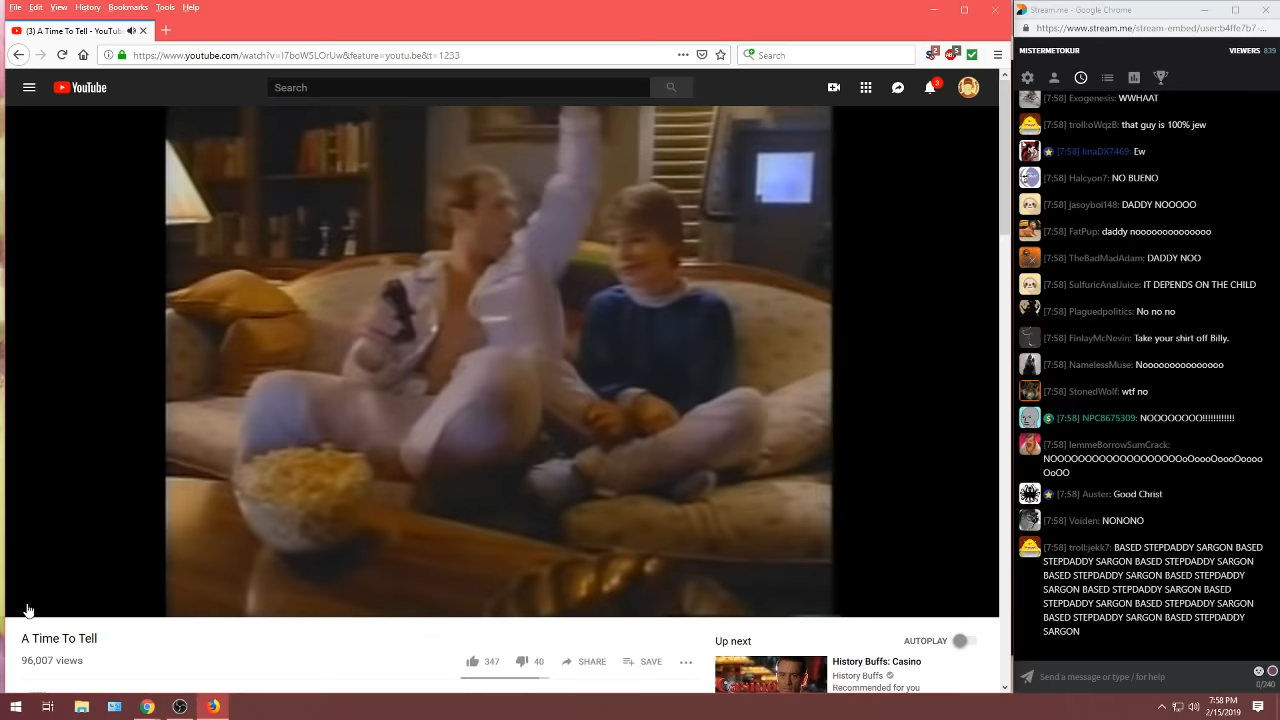 File Edit View History Bookmarks Tools Help
(3) A Time To Tell - YouTub
https://www.youtube.com/watch?v=I7boW5LOrUw&feature=youtu.be&t=1233
Search
2
5
YouTube
Search
3
A Time To Tell
96,007 views
347
40
SHARE
SAVE
Up next
AUTOPLAY
History Buffs: Casino
History Buffs
Recommended for you
Stream.me - Google Chrome
https://www.stream.me/stream-embed/user:b4ffe7b7-...
MISTERMETOKUR
VIEWERS 839
[7:58] Exogenesis: WWHAAT
[7:58] troll:oWqzB: that guy is 100% jew
[7:58] IinaDX7469: Ew
[7:58] Halcyon7: NO BUENO
[7:58] jasoyboi148: DADDY NOOOOO
[7:58] FatPup: daddy noooooooooooooo
[7:58] TheBadMadAdam: DADDY NOO
[7:58] SulfuricAnalJuice: IT DEPENDS ON THE CHILD
[7:58] Plaguedpolitics: No no no
[7:58] FinlayMcNevin: Take your shirt off Billy.
[7:58] NamelessMuse: Nooooooooooooooo
[7:58] StonedWolf: wtf no
[7:58] NPC8675309: NOOOOOOOO!!!!!!!!!!!!
[7:58] lemmeBorrowSumCrack:
NOOOOOOOOOOOOOOOOOOOOoOoooOoooOooooo
OoOO
[7:58] Auster: Good Christ
[7:58] Voiden: NONONO
[7:58] troll:jekk7: BASED STEPDADDY SARGON BASED
STEPDADDY SARGON BASED STEPDADDY SARGON
BASED STEPDADDY SARGON BASED STEPDADDY
SARGON BASED STEPDADDY SARGON BASED
STEPDADDY SARGON BASED STEPDADDY SARGON
BASED STEPDADDY SARGON BASED STEPDADDY
SARGON
Send a message or type / for help
0/240
7:58 PM
2/15/2019